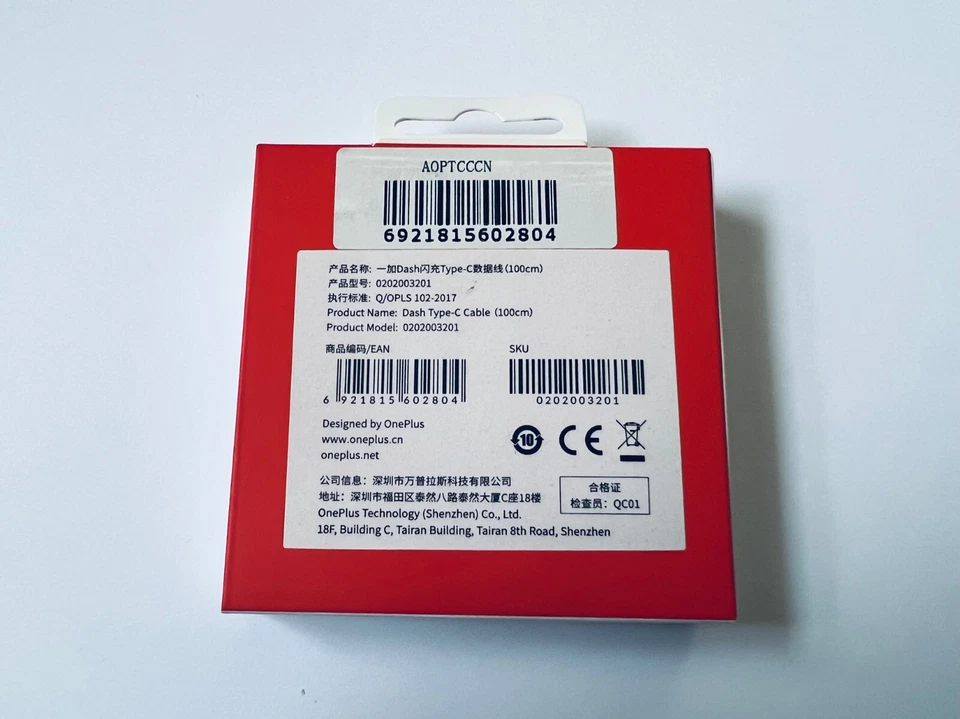 AOPTCCCN
6921815602804
产品名称: 一加Dash闪充Type-C数据线(100cm)
产品型号: 0202003201
执行标准: Q/OPLS 102-2017
Product Name: Dash Type-C Cable (100cm)
Product Model: 0202003201
商品编码/EAN SKU
6 921815 602804 0202003201
Designed by OnePlus
www.oneplus.cn
oneplus.net
10 CE
公司信息: 深圳市万普拉斯科技有限公司
地址: 深圳市福田区泰然八路泰然大厦C座18楼
OnePlus Technology (Shenzhen) Co., Ltd.
18F, Building C, Tairan Building, Tairan 8th Road, Shenzhen
合格证
检查员: QC01